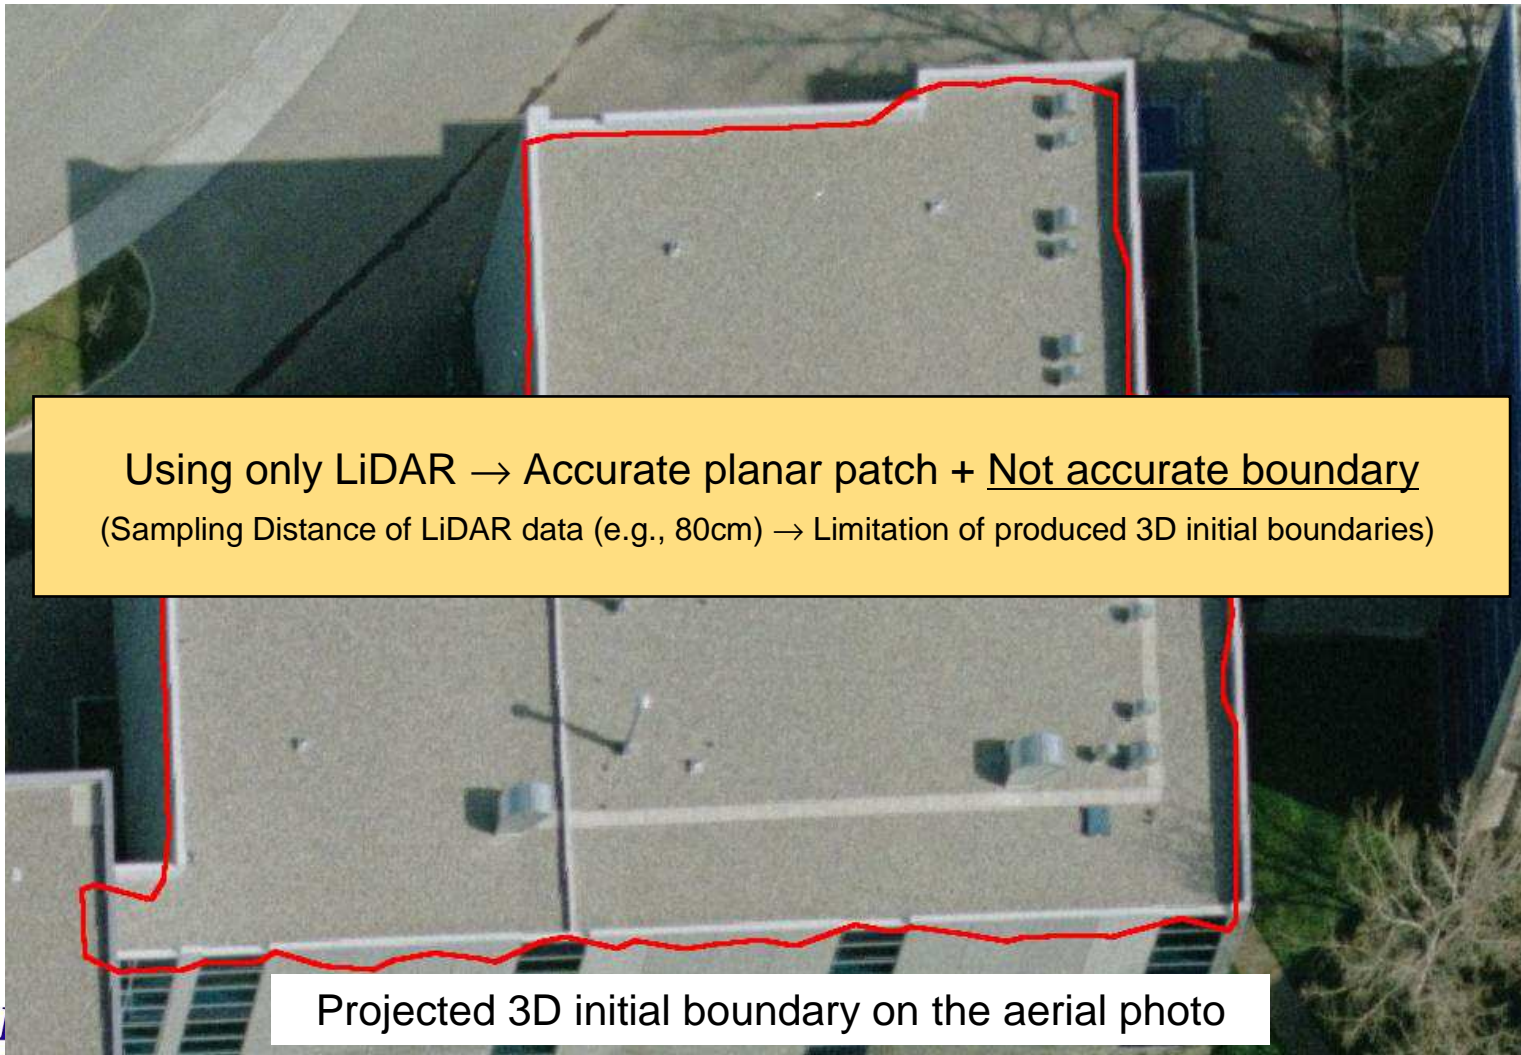 Using only LiDAR → Accurate planar patch + Not accurate boundary
(Sampling Distance of LiDAR data (e.g., 80cm) → Limitation of produced 3D initial boundaries)
Projected 3D initial boundary on the aerial photo